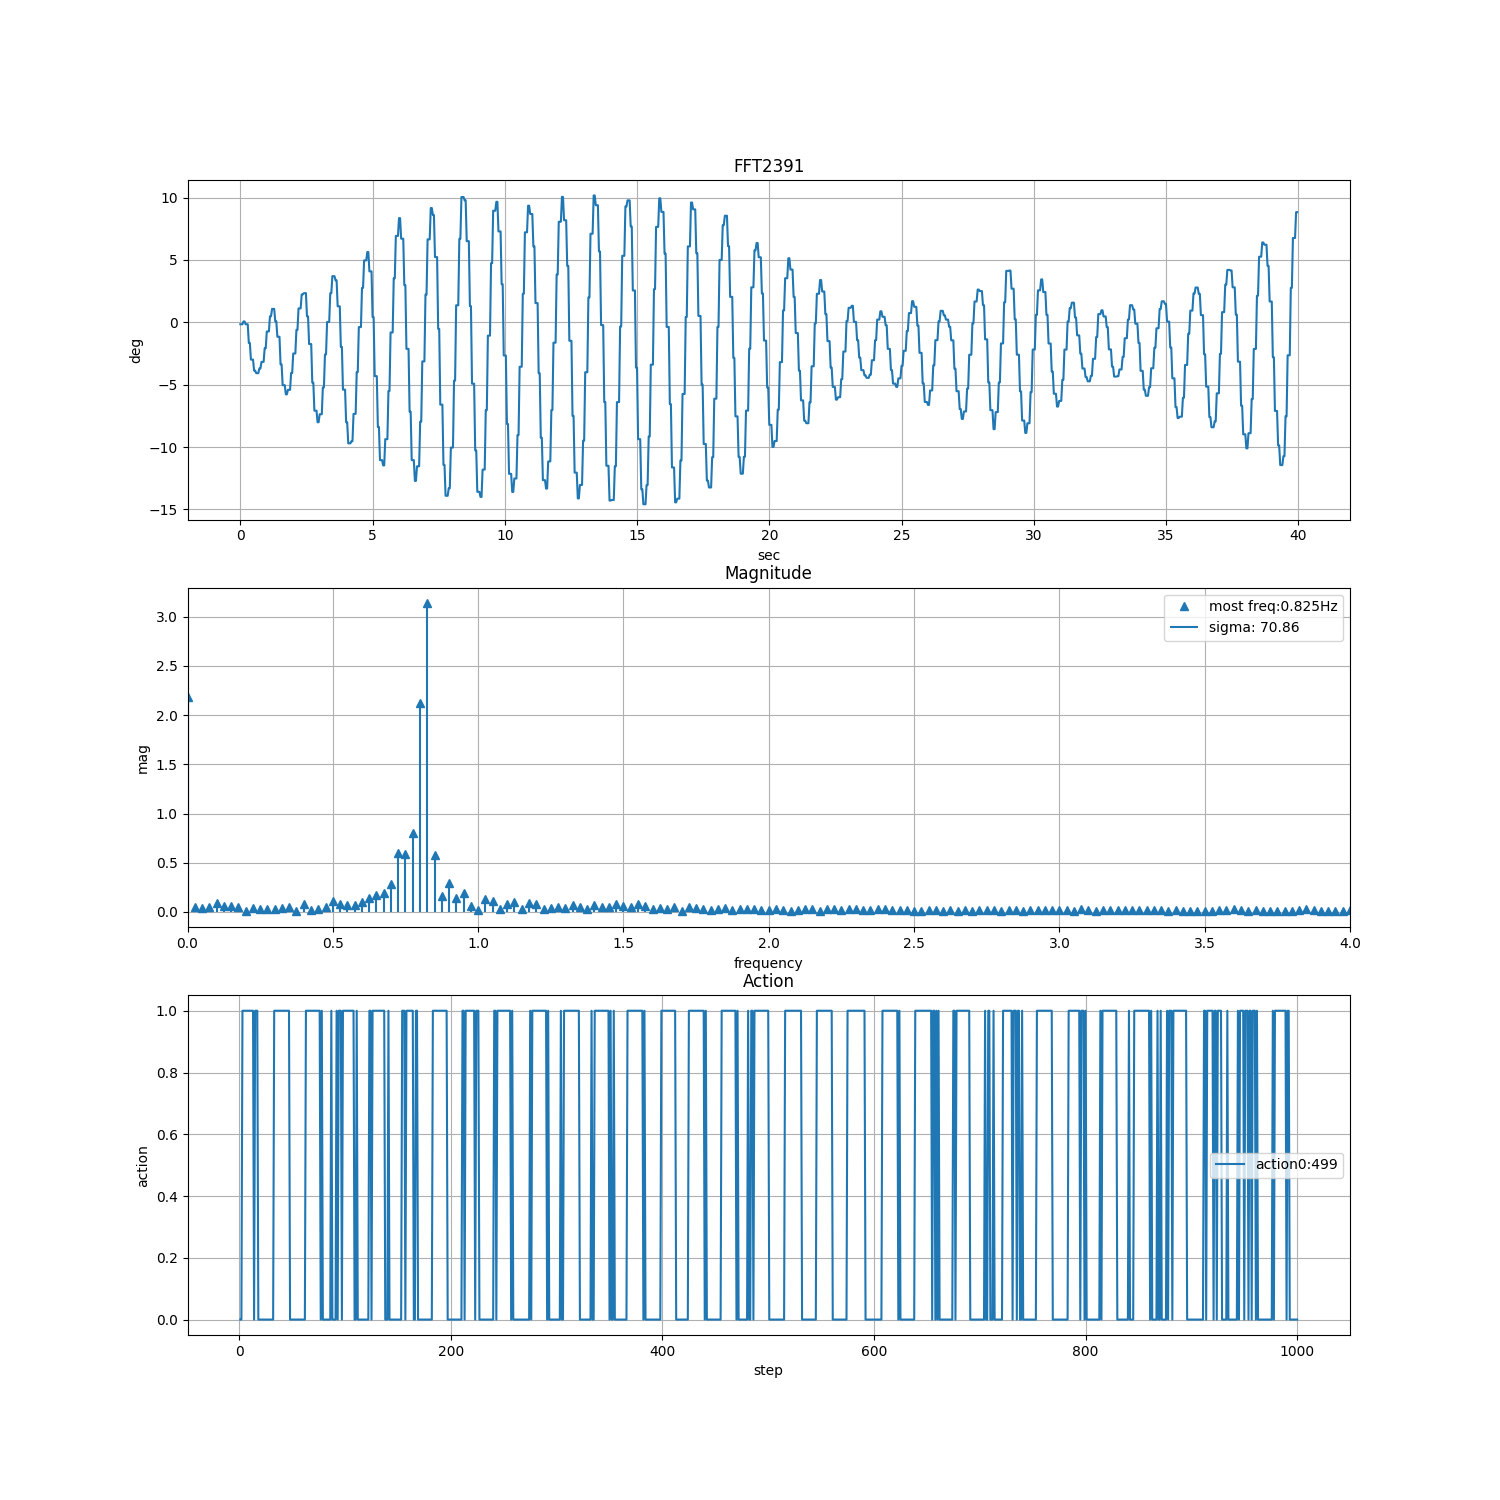 FFT2391
10
5
0
−5
−10
−15
deg
0 5 10 15 20 25 30 35 40
sec
Magnitude
most freq:0.825Hz
sigma: 70.86
3.0
2.5
2.0
1.5
1.0
0.5
0.0
mag
0.0 0.5 1.0 1.5 2.0 2.5 3.0 3.5 4.0
frequency
Action
1.0
0.8
0.6
0.4
0.2
0.0
action
action0:499
0 200 400 600 800 1000
step